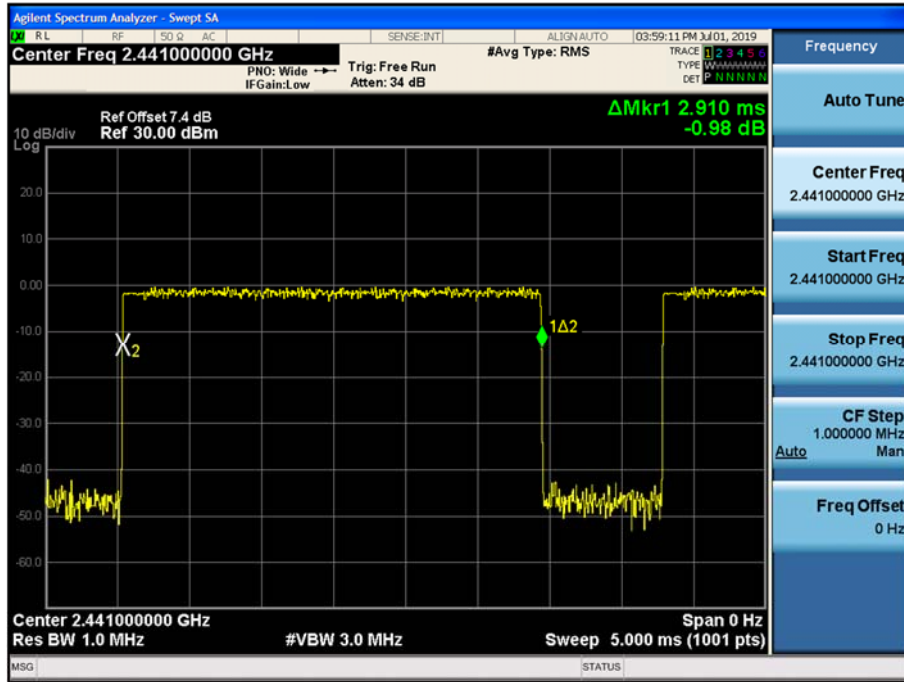 Agilent Spectrum Analyzer - Swept SA
RL RF 50 Ω AC SENSE:INT ALIGNAUTO 03:59:11 PM Jul 01, 2019
Center Freq 2.441000000 GHz
PNO: Wide
IFGain:Low
Trig: Free Run
Atten: 34 dB
#Avg Type: RMS
TRACE 1 2 3 4 5 6
TYPE
DET P N N N N N
ΔMkr1 2.910 ms
-0.98 dB
Ref Offset 7.4 dB
10 dB/div Ref 30.00 dBm
Log
20.0
10.0
0.00
-10.0
-20.0
-30.0
-40.0
-50.0
-60.0
2
1Δ2
Center 2.441000000 GHz Span 0 Hz
Res BW 1.0 MHz #VBW 3.0 MHz Sweep 5.000 ms (1001 pts)
MSG STATUS
Frequency
Auto Tune
Center Freq
2.441000000 GHz
Start Freq
2.441000000 GHz
Stop Freq
2.441000000 GHz
CF Step
1.000000 MHz
Auto Man
Freq Offset
0 Hz